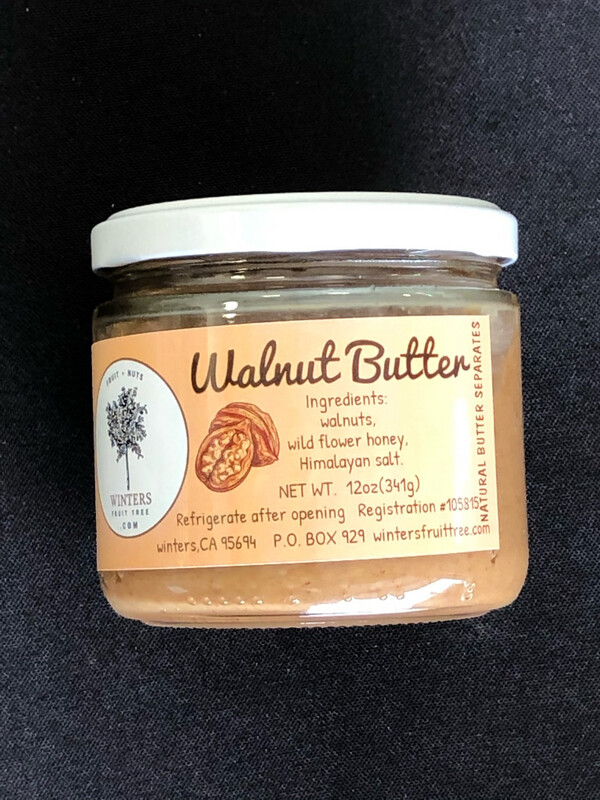 FRUIT - NUTS
WINTERS
FRUIT TREE
.COM
Walnut Butter
Ingredients:
walnuts,
wild flower honey,
Himalayan salt.
NET WT. 12oz(341g)
Refrigerate after opening Registration #105815
winters,CA 95694 P.O. BOX 929 wintersfruittree.com
NATURAL BUTTER SEPARATES